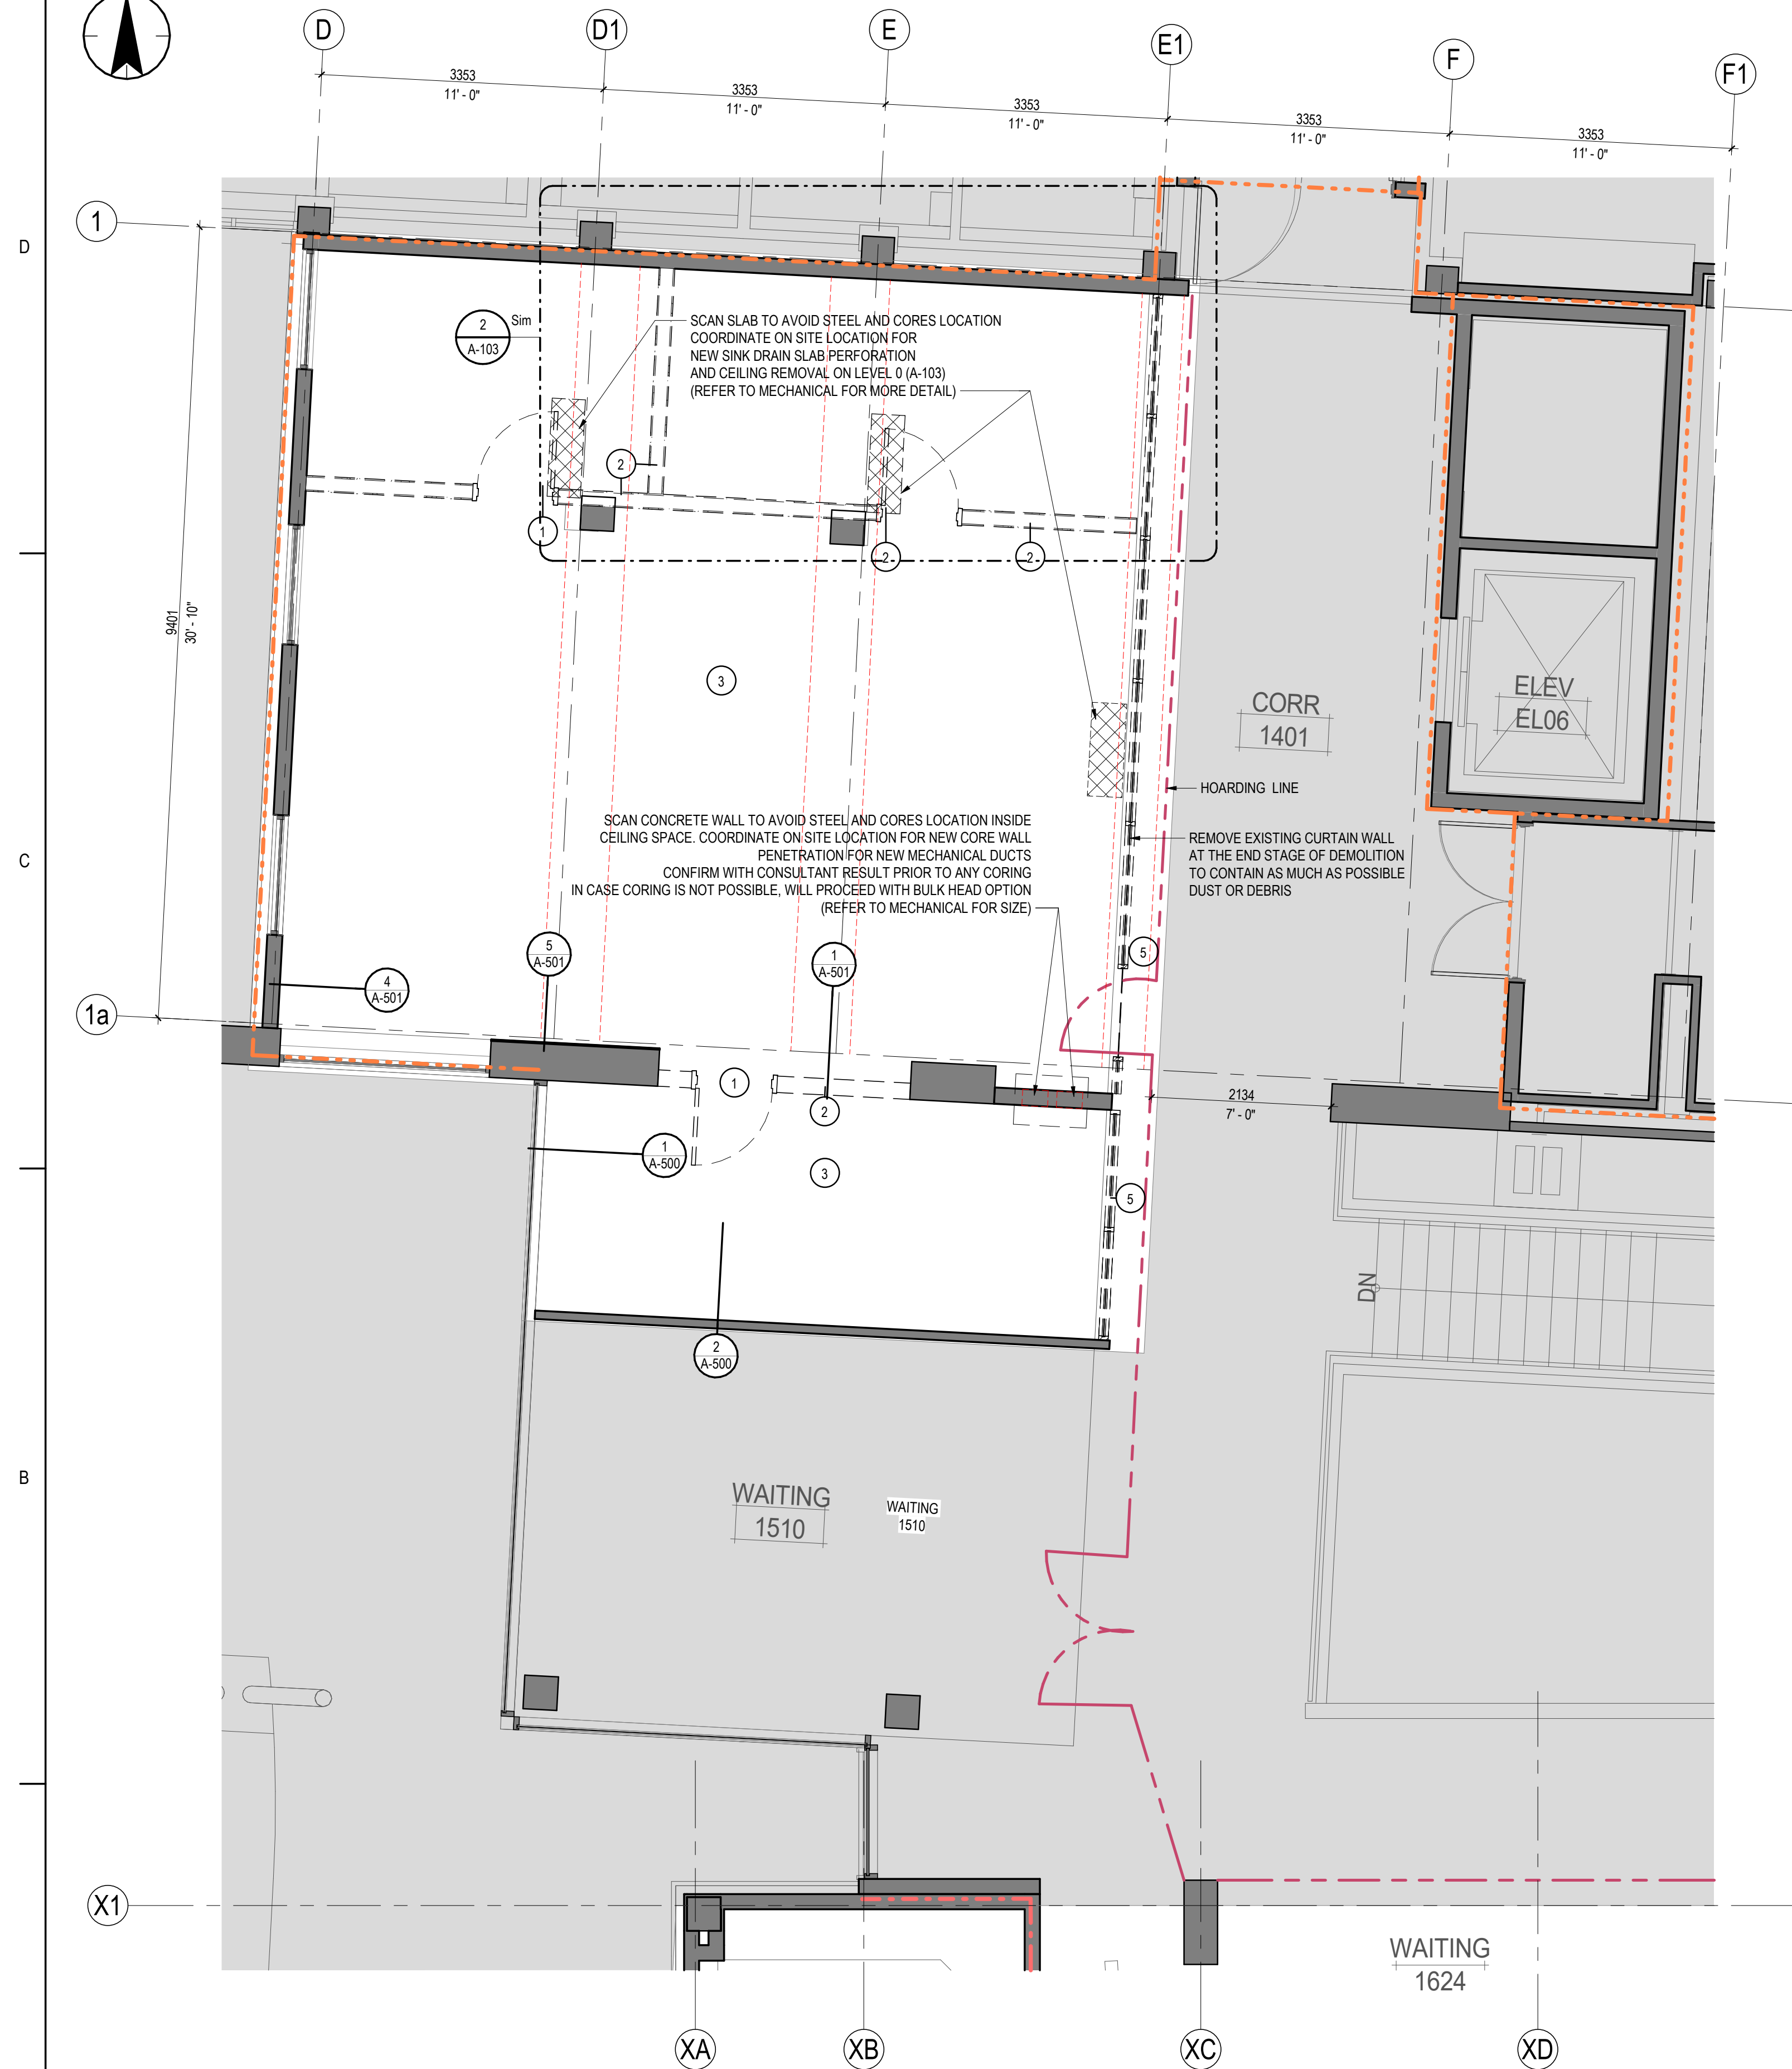 D
D1
E
E1
F
F1
3353
11' - 0"
3353
11' - 0"
3353
11' - 0"
3353
11' - 0"
3353
11' - 0"
1
D
2
A-103
Sim
SCAN SLAB TO AVOID STEEL AND CORES LOCATION
COORDINATE ON SITE LOCATION FOR
NEW SINK DRAIN SLAB PERFORATION
AND CEILING REMOVAL ON LEVEL 0 (A-103)
(REFER TO MECHANICAL FOR MORE DETAIL)
2
1
2
2
9401
30' - 10"
3
ELEV
EL06
CORR
1401
HOARDING LINE
SCAN CONCRETE WALL TO AVOID STEEL AND CORES LOCATION INSIDE
CEILING SPACE. COORDINATE ON SITE LOCATION FOR NEW CORE WALL
PENETRATION FOR NEW MECHANICAL DUCTS
CONFIRM WITH CONSULTANT RESULT PRIOR TO ANY CORING
IN CASE CORING IS NOT POSSIBLE, WILL PROCEED WITH BULK HEAD OPTION
(REFER TO MECHANICAL FOR SIZE)
REMOVE EXISTING CURTAIN WALL
AT THE END STAGE OF DEMOLITION
TO CONTAIN AS MUCH AS POSSIBLE
DUST OR DEBRIS
C
5
A-501
1
A-501
5
4
A-501
1a
1
2
2134
7' - 0"
1
A-500
3
5
DN
2
A-500
B
WAITING
1510
WAITING
1510
X1
WAITING
1624
XA
XB
XC
XD